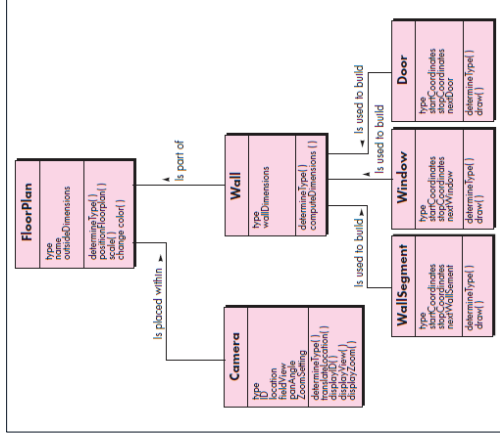 FloorPlan
type
name
outsideDimensions
determineType()
positionFloorplan()
scale()
change color()
Is placed within
Is part of
Camera
type
ID
location
fieldView
panAngle
ZoomSetting
determineType()
translateLocation()
displayID()
displayView()
displayZoom()
Wall
type
wallDimensions
determineType()
computeDimensions ()
Is used to build
Is used to build
Is used to build
WallSegment
type
startCoordinates
stopCoordinates
nextWallSement
determineType()
draw()
Window
type
startCoordinates
stopCoordinates
nextWindow
determineType()
draw()
Door
type
startCoordinates
stopCoordinates
nextDoor
determineType()
draw()